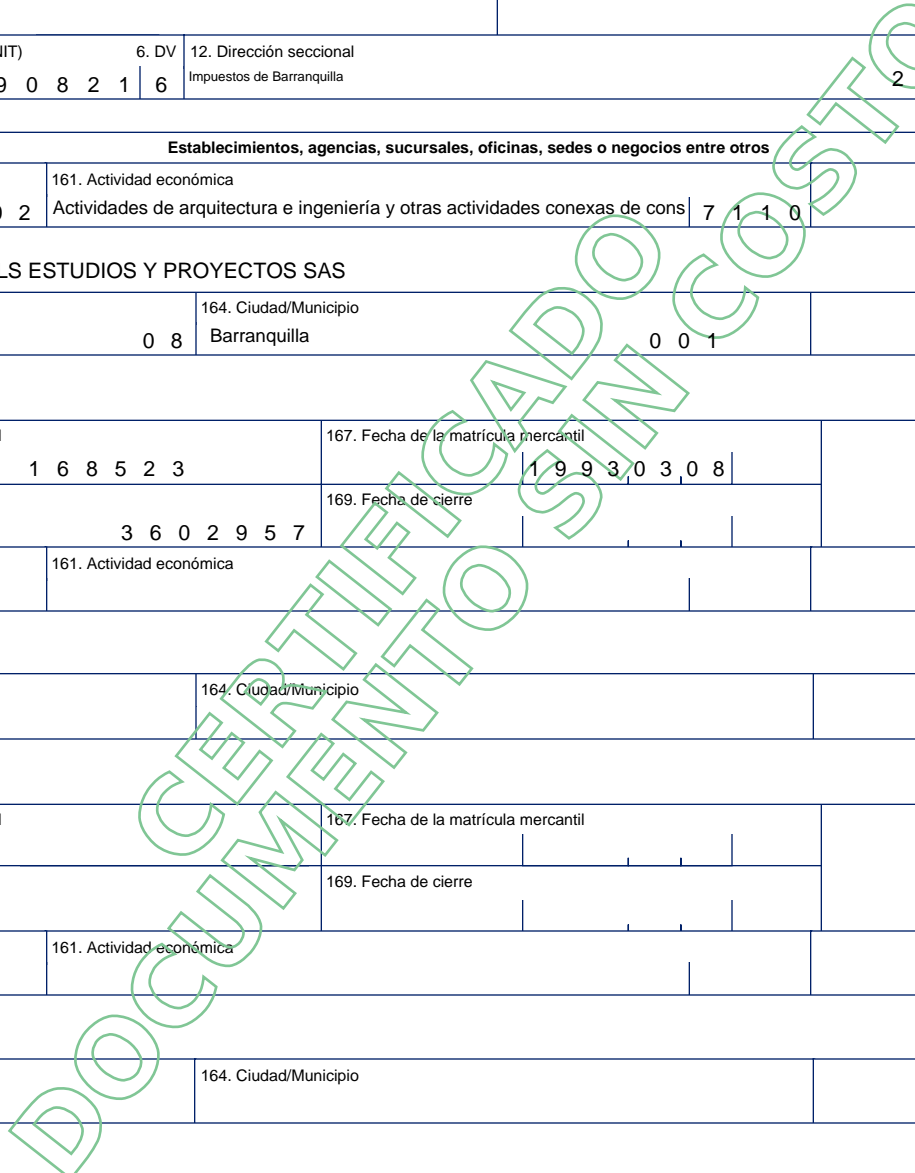 NIT) 6. DV 12. Dirección seccional
9 0 8 2 1 6 Impuestos de Barranquilla 2
Establecimientos, agencias, sucursales, oficinas, sedes o negocios entre otros
161. Actividad económica
0 2 Actividades de arquitectura e ingeniería y otras actividades conexas de cons 7 1 1 0
LS ESTUDIOS Y PROYECTOS SAS
164. Ciudad/Municipio
0 8 Barranquilla 0 0 1
167. Fecha de la matrícula mercantil
1 6 8 5 2 3 1 9 9 3 0 3 0 8
169. Fecha de cierre
3 6 0 2 9 5 7
161. Actividad económica
164. Ciudad/Municipio
167. Fecha de la matrícula mercantil
169. Fecha de cierre
161. Actividad económica
164. Ciudad/Municipio
CERTIFICADO
DOCUMENTO SIN COSTO